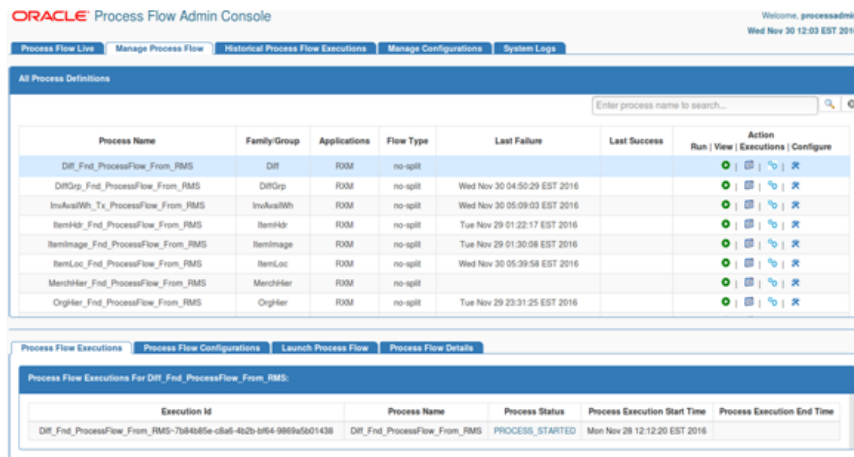 ORACLE Process Flow Admin Console
Welcome, processadmin
Wed Nov 30 12:03 EST 2016
Process Flow Live Manage Process Flow Historical Process Flow Executions Manage Configurations System Logs
All Process Definitions
Enter process name to search...
Process Name Family/Group Applications Flow Type Last Failure Last Success Action
Run | View | Executions | Configure
Diff_Fnd_ProcessFlow_From_RMS Diff RXM no-split
DiffGrp_Fnd_ProcessFlow_From_RMS DiffGrp RXM no-split Wed Nov 30 04:50:29 EST 2016
InvAvailWh_Tx_ProcessFlow_From_RMS InvAvailWh RXM no-split Wed Nov 30 05:09:03 EST 2016
ItemHdr_Fnd_ProcessFlow_From_RMS ItemHdr RXM no-split Tue Nov 29 01:22:17 EST 2016
ItemImage_Fnd_ProcessFlow_From_RMS ItemImage RXM no-split Tue Nov 29 01:30:08 EST 2016
ItemLoc_Fnd_ProcessFlow_From_RMS ItemLoc RXM no-split Wed Nov 30 05:39:58 EST 2016
MerchHier_Fnd_ProcessFlow_From_RMS MerchHier RXM no-split
OrgHier_Fnd_ProcessFlow_From_RMS OrgHier RXM no-split Tue Nov 29 23:31:25 EST 2016
Process Flow Executions Process Flow Configurations Launch Process Flow Process Flow Details
Process Flow Executions For Diff_Fnd_ProcessFlow_From_RMS:
Execution Id Process Name Process Status Process Execution Start Time Process Execution End Time
Diff_Fnd_ProcessFlow_From_RMS~7b84b85e-c8a6-4b2b-bf64-9869a5b01438 Diff_Fnd_ProcessFlow_From_RMS PROCESS_STARTED Mon Nov 28 12:12:20 EST 2016